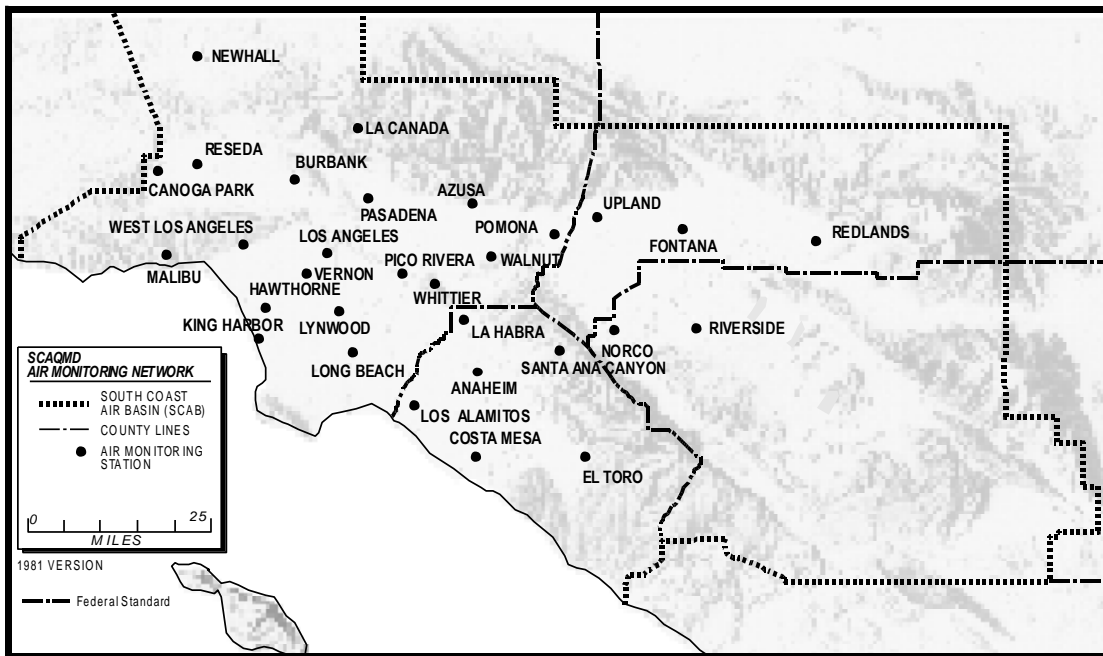 NEWHALL
LA CANADA
RESEDA
BURBANK
CANOGA PARK
AZUSA
PASADENA
UPLAND
POMONA
WEST LOS ANGELES
LOS ANGELES
FONTANA
REDLANDS
PICO RIVERA
WALNUT
MALIBU
VERNON
HAWTHORNE
WHITTIER
KING HARBOR
LYNWOOD
LA HABRA
RIVERSIDE
NORCO
LONG BEACH
SANTA ANA CANYON
ANAHEIM
LOS ALAMITOS
COSTA MESA
EL TORO
SCAQMD
AIR MONITORING NETWORK
SOUTH COAST
AIR BASIN (SCAB)
COUNTY LINES
AIR MONITORING
STATION
0 25
MILES
1981 VERSION
Federal Standard